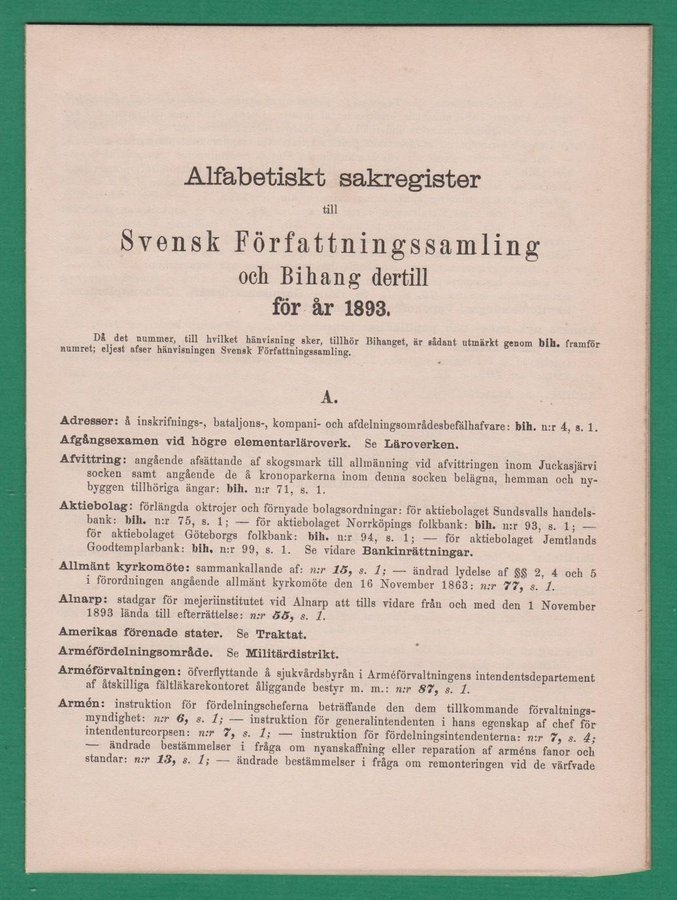 Alfabetiskt sakregister
till
Svensk Författningssamling
och Bihang dertill
för år 1893.
Då det nummer, till hvilket hänvisning sker, tillhör Bihanget, är sådant utmärkt genom bih. framför
numret; eljest afser hänvisningen Svensk Författningssamling.
A.
Adresser: å inskrifnings-, bataljons-, kompani- och afdelningsområdesbefälhafvare: bih. n:r 4, s. 1.
Afgångsexamen vid högre elementarläroverk. Se Läroverken.
Afvittring: angående afsättande af skogsmark till allmänning vid afvittringen inom Juckasjärvi
socken samt angående de å kronoparkerna inom denna socken belägna, hemman och ny-
byggen tillhöriga ängar: bih. n:r 71, s. 1.
Aktiebolag: förlängda oktrojer och förnyade bolagsordningar: för aktiebolaget Sundsvalls handels-
bank: bih. n:r 75, s. 1; — för aktiebolaget Norrköpings folkbank: bih. n:r 93, s. 1; —
för aktiebolaget Göteborgs folkbank: bih. n:r 94, s. 1; — för aktiebolaget Jemtlands
Goodtemplarbank: bih. n:r 99, s. 1. Se vidare Bankinrättningar.
Allmänt kyrkomöte: sammankallande af: n:r 15, s. 1; — ändrad lydelse af §§ 2, 4 och 5
i förordningen angående allmänt kyrkomöte den 16 November 1863: n:r 77, s. 1.
Alnarp: stadgar för mejeriinstitutet vid Alnarp att tills vidare från och med den 1 November
1893 lända till efterrättelse: n:r 55, s. 1.
Amerikas förenade stater. Se Traktat.
Arméfördelningsområde. Se Militärdistrikt.
Arméförvaltningen: öfverflyttande å sjukvårdsbyrån i Arméförvaltningens intendentsdepartement
af åtskilliga fältläkarekontoret åliggande bestyr m. m.: n:r 87, s. 1.
Armén: instruktion för fördelningscheferna beträffande den dem tillkommande förvaltnings-
myndighet: n:r 6, s. 1; — instruktion för generalintendenten i hans egenskap af chef för
intendenturcorpsen: n:r 7, s. 1; — instruktion för fördelningsintendenterna: n:r 7, s. 4;
— ändrade bestämmelser i fråga om nyanskaffning eller reparation af arméns fanor och
standar: n:r 13, s. 1; — ändrade bestämmelser i fråga om remonteringen vid de värfvade